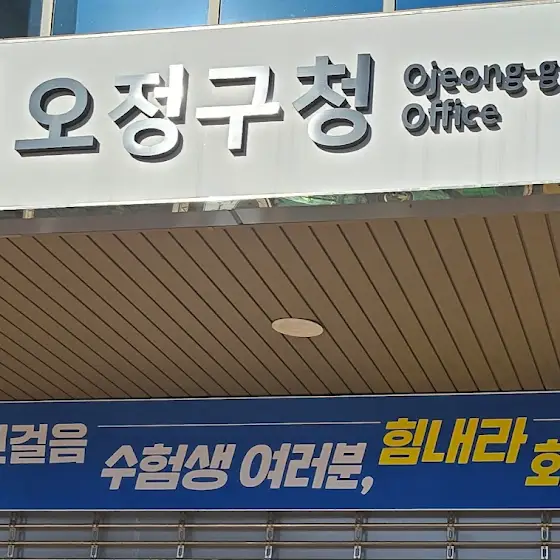 오정구청
Ojeong-g
Office
걸음
수험생 여러분,
힘내라